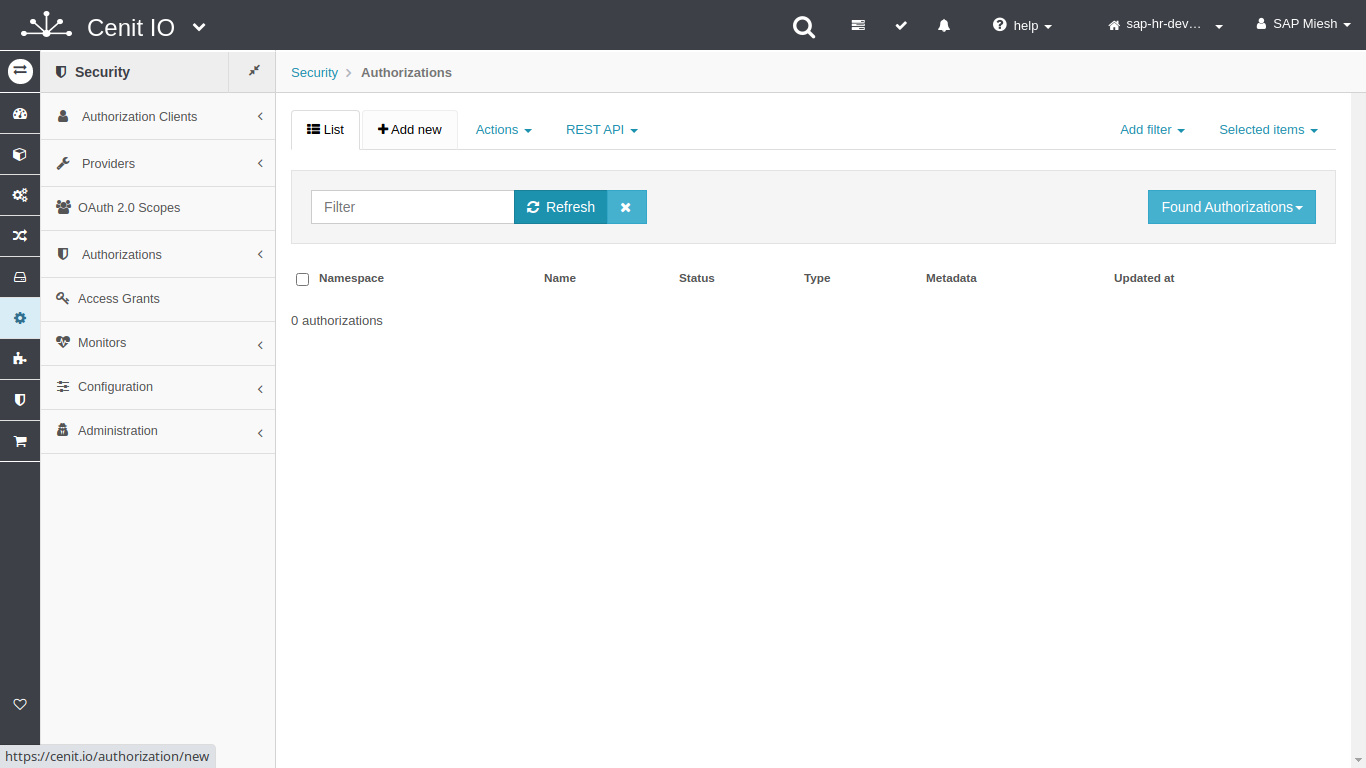 Cenit IO
help
sap-hr-dev…
SAP Miesh
Security
Security
Authorizations
Authorization Clients
Providers
OAuth 2.0 Scopes
Authorizations
Access Grants
Monitors
Configuration
Administration
List
Add new
Actions
REST API
Add filter
Selected items
Filter
Refresh
Found Authorizations
Namespace
Name
Status
Type
Metadata
Updated at
0 authorizations
https://cenit.io/authorization/new